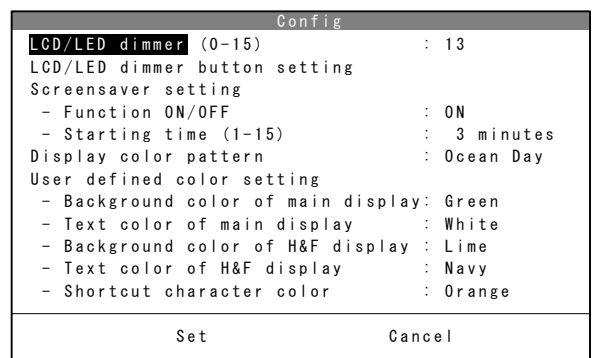 Config
LCD/LED dimmer (0-15) : 13
LCD/LED dimmer button setting
Screensaver setting
- Function ON/OFF : ON
- Starting time (1-15) : 3 minutes
Display color pattern : Ocean Day
User defined color setting
- Background color of main display: Green
- Text color of main display : White
- Background color of H&F display : Lime
- Text color of H&F display : Navy
- Shortcut character color : Orange
Set Cancel